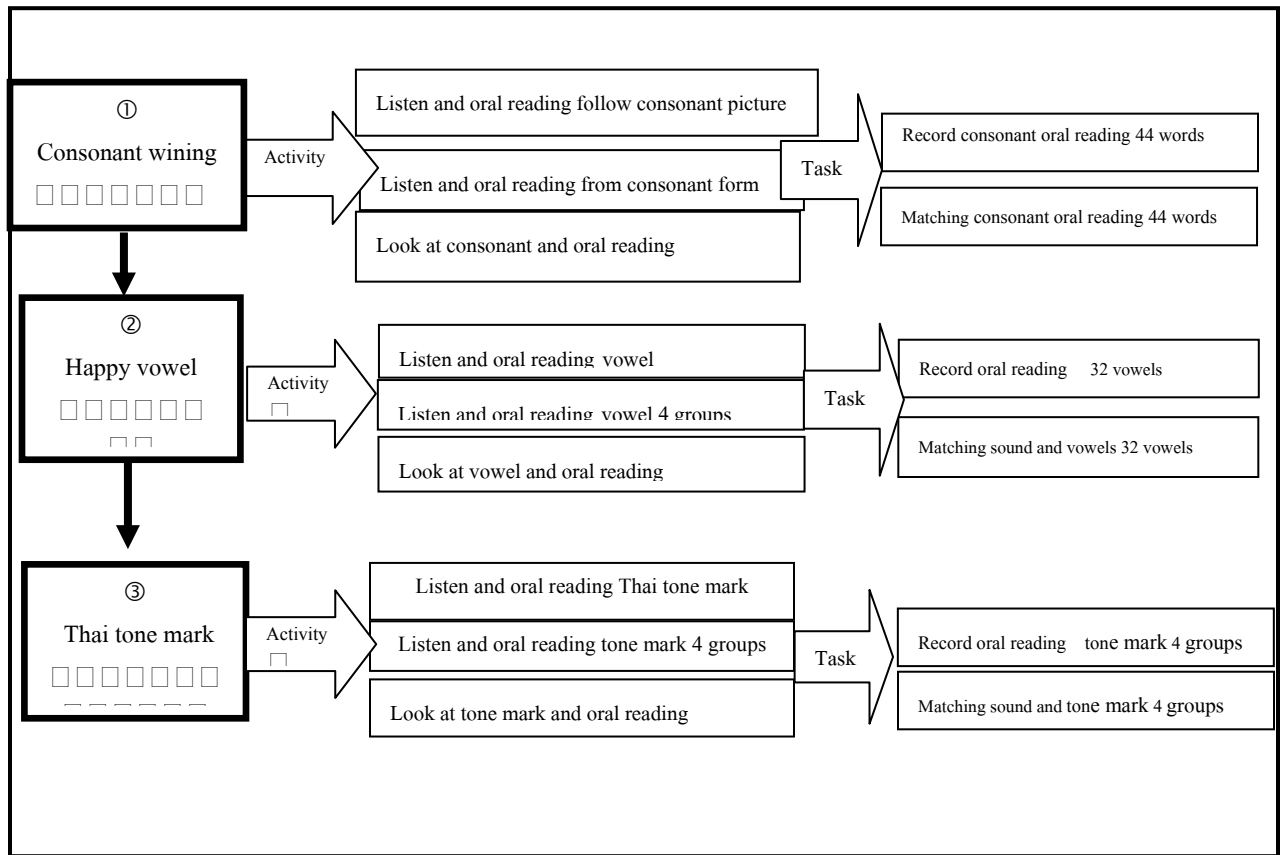 ①
Consonant wining
Activity
Listen and oral reading follow consonant picture
Listen and oral reading from consonant form
Look at consonant and oral reading
Task
Record consonant oral reading 44 words
Matching consonant oral reading 44 words
②
Happy vowel
Activity
Listen and oral reading vowel
Listen and oral reading vowel 4 groups
Look at vowel and oral reading
Task
Record oral reading 32 vowels
Matching sound and vowels 32 vowels
③
Thai tone mark
Activity
Listen and oral reading Thai tone mark
Listen and oral reading tone mark 4 groups
Look at tone mark and oral reading
Task
Record oral reading tone mark 4 groups
Matching sound and tone mark 4 groups